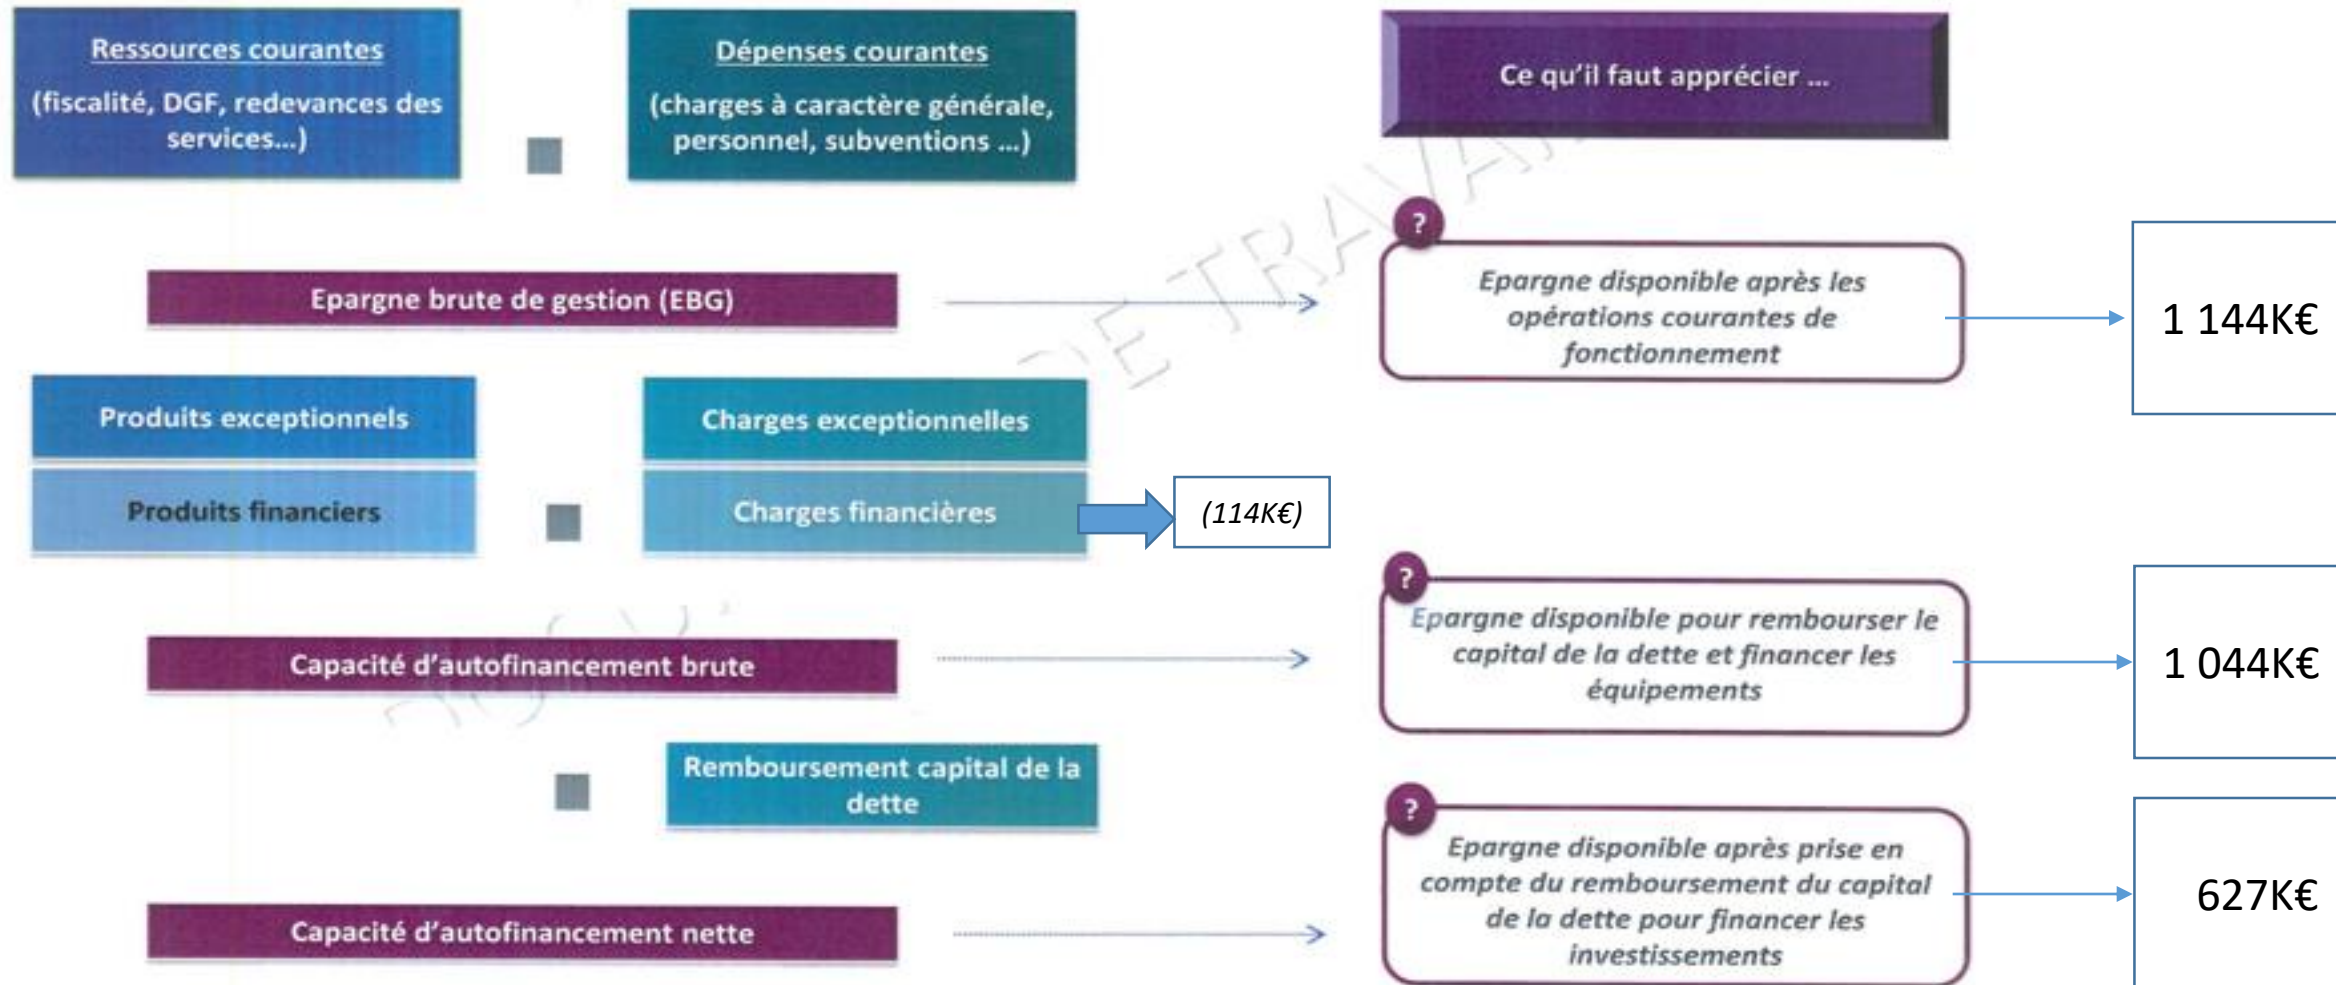 Ressources courantes
(fiscalité, DGF, redevances des
services...)
Dépenses courantes
(charges à caractère générale,
personnel, subventions ...)
Ce qu'il faut apprécier ...
Epargne brute de gestion (EBG)
?
Epargne disponible après les
opérations courantes de
fonctionnement
1 144K€
Produits exceptionnels
Charges exceptionnelles
Produits financiers
Charges financières
(114K€)
Capacité d'autofinancement brute
?
Epargne disponible pour rembourser le
capital de la dette et financer les
équipements
1 044K€
Remboursement capital de la
dette
Capacité d'autofinancement nette
?
Epargne disponible après prise en
compte du remboursement du capital
de la dette pour financer les
investissements
627K€
DE TRAVAI